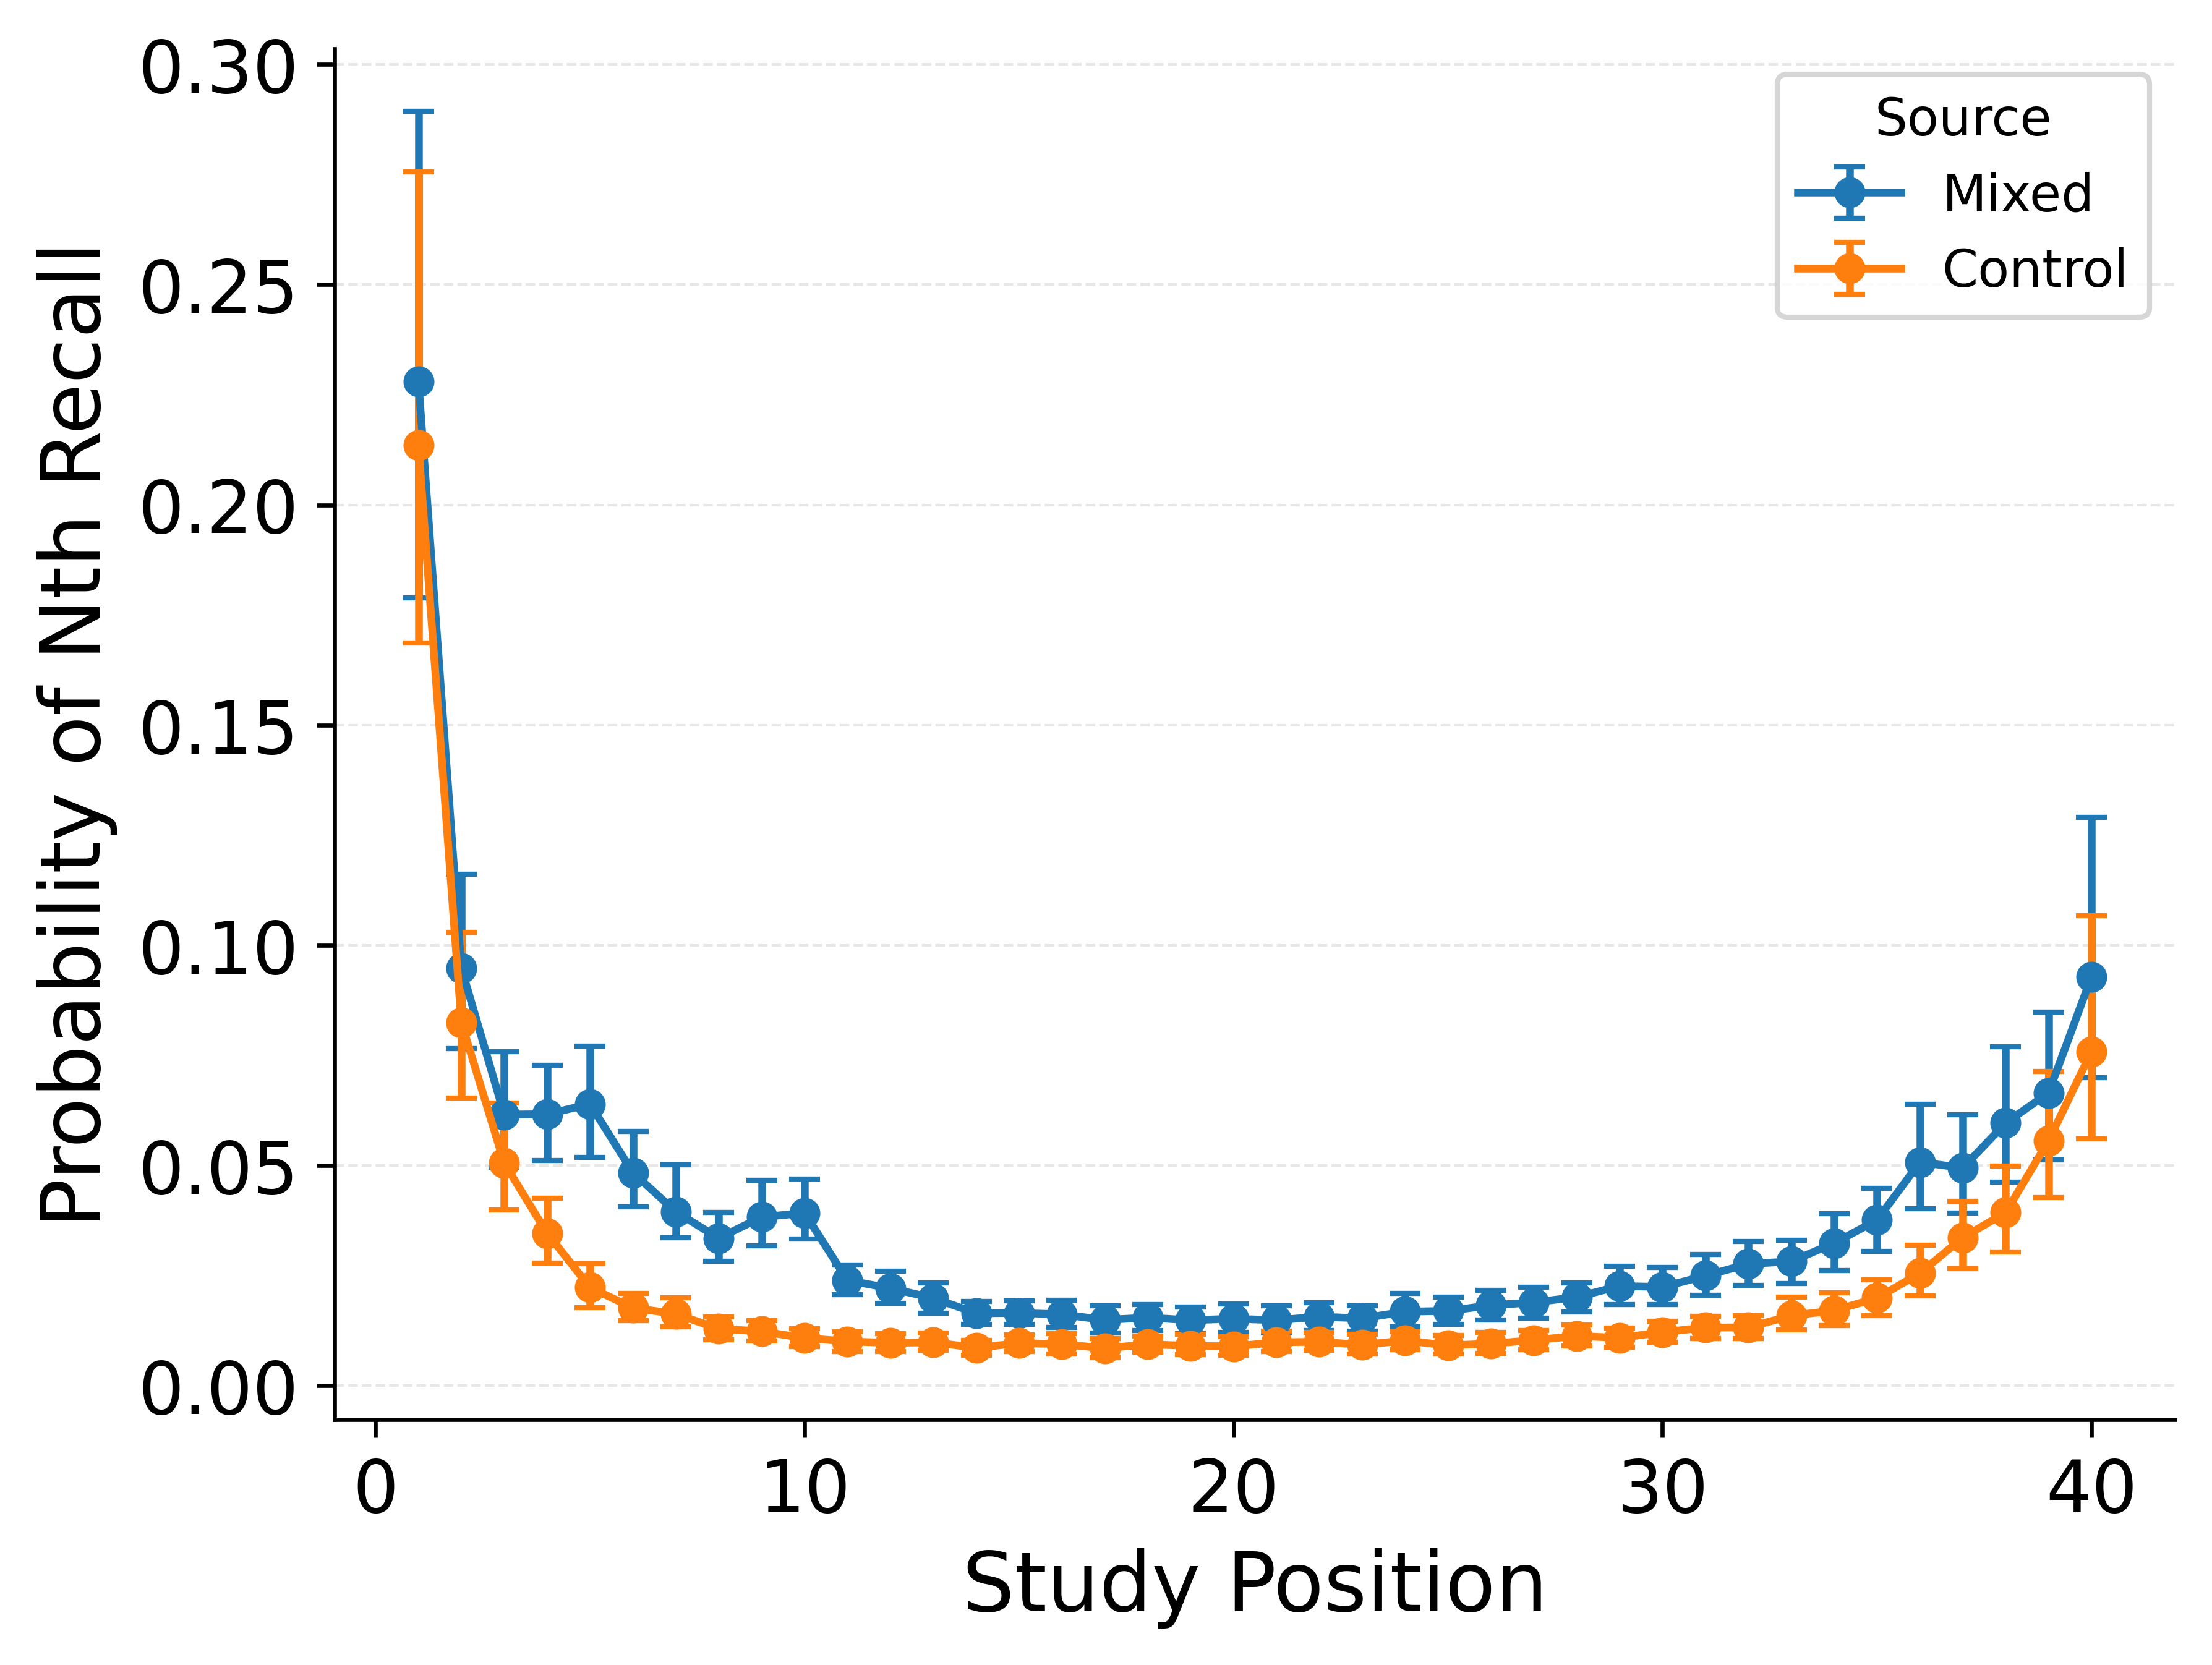 Probability of Nth Recall
0.30
0.25
0.20
0.15
0.10
0.05
0.00
Source
Mixed
Control
0 10 20 30 40
Study Position